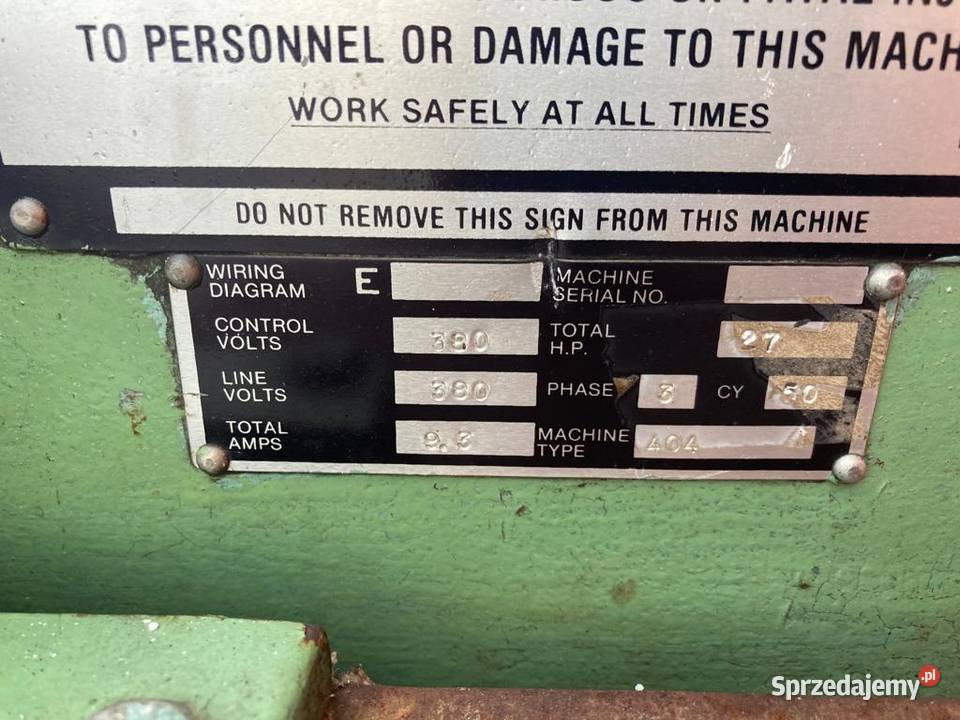 TO PERSONNEL OR DAMAGE TO THIS MACH
WORK SAFELY AT ALL TIMES
DO NOT REMOVE THIS SIGN FROM THIS MACHINE
WIRING DIAGRAM E
MACHINE SERIAL NO.
CONTROL VOLTS 380
TOTAL H.P. 27
LINE VOLTS 380
PHASE 3 CY 50
TOTAL AMPS 9.3
MACHINE TYPE 404 A
Sprzedajemy.pl